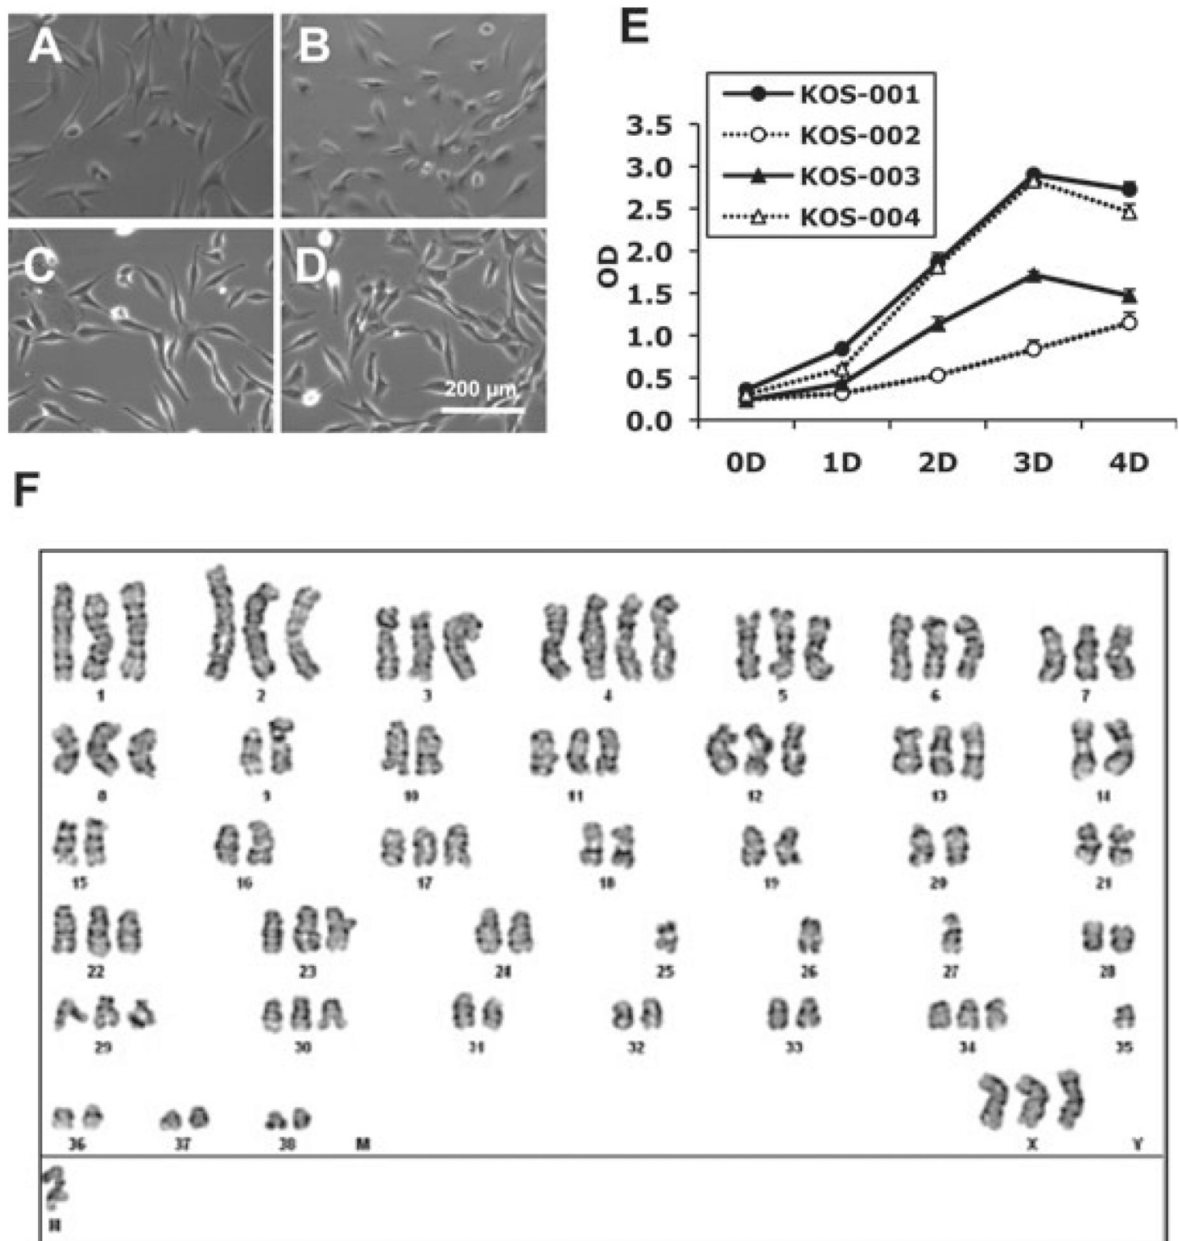 A
B
C
D
200 μm
E
KOS-001
KOS-002
KOS-003
KOS-004
3.5
3.0
2.5
2.0
1.5
1.0
0.5
0.0
OD
0D 1D 2D 3D 4D
F
1 2 3 4 5 6 7
8 9 10 11 12 13 14
15 16 17 18 19 20 21
22 23 24 25 26 27 28
29 30 31 32 33 34 35
36 37 38 M X Y